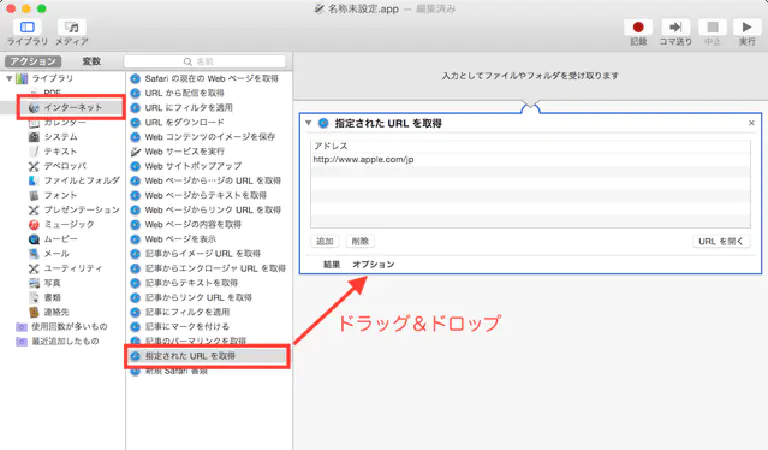 名称未設定.app — 編集済み
ライブラリ メディア
記録 コマ送り 中止 実行
アクション 変数
名前
ライブラリ
PDF
インターネット
カレンダー
システム
テキスト
デベロッパ
ファイルとフォルダ
フォント
プレゼンテーション
ミュージック
ムービー
メール
ユーティリティ
写真
書類
連絡先
使用回数が多いもの
最近追加したもの
Safari の現在の Web ページを取得
URL から配信を取得
URL にフィルタを適用
URL をダウンロード
Web コンテンツのイメージを保存
Web サービスを実行
Web サイトポップアップ
Web ページから…ジの URL を取得
Web ページからテキストを取得
Web ページからリンク URL を取得
Web ページの内容を取得
Web ページを表示
記事からイメージ URL を取得
記事からエンクロージャ URL を取得
記事からテキストを取得
記事からリンク URL を取得
記事にフィルタを適用
記事にマークを付ける
記事のパーマリンクを取得
指定された URL を取得
新規 Safari 書類
入力としてファイルやフォルダを受け取ります
指定された URL を取得
アドレス
http://www.apple.com/jp
追加 削除 URL を開く
結果 オプション
ドラッグ＆ドロップ